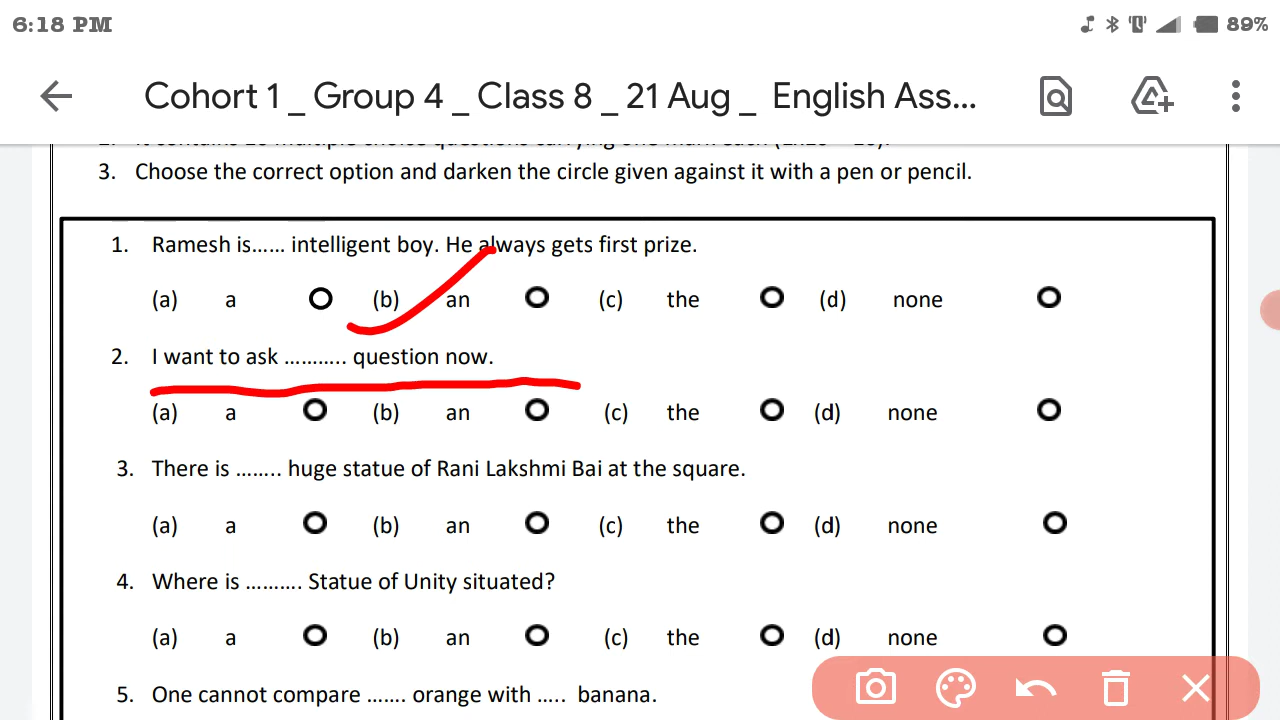 6:18 PM 89%
Cohort 1 _ Group 4 _ Class 8 _ 21 Aug _ English Ass...
3. Choose the correct option and darken the circle given against it with a pen or pencil.
1. Ramesh is...... intelligent boy. He always gets first prize.
(a) a (b) an (c) the (d) none
2. I want to ask ........... question now.
(a) a (b) an (c) the (d) none
3. There is ........ huge statue of Rani Lakshmi Bai at the square.
(a) a (b) an (c) the (d) none
4. Where is .......... Statue of Unity situated?
(a) a (b) an (c) the (d) none
5. One cannot compare ....... orange with ..... banana.